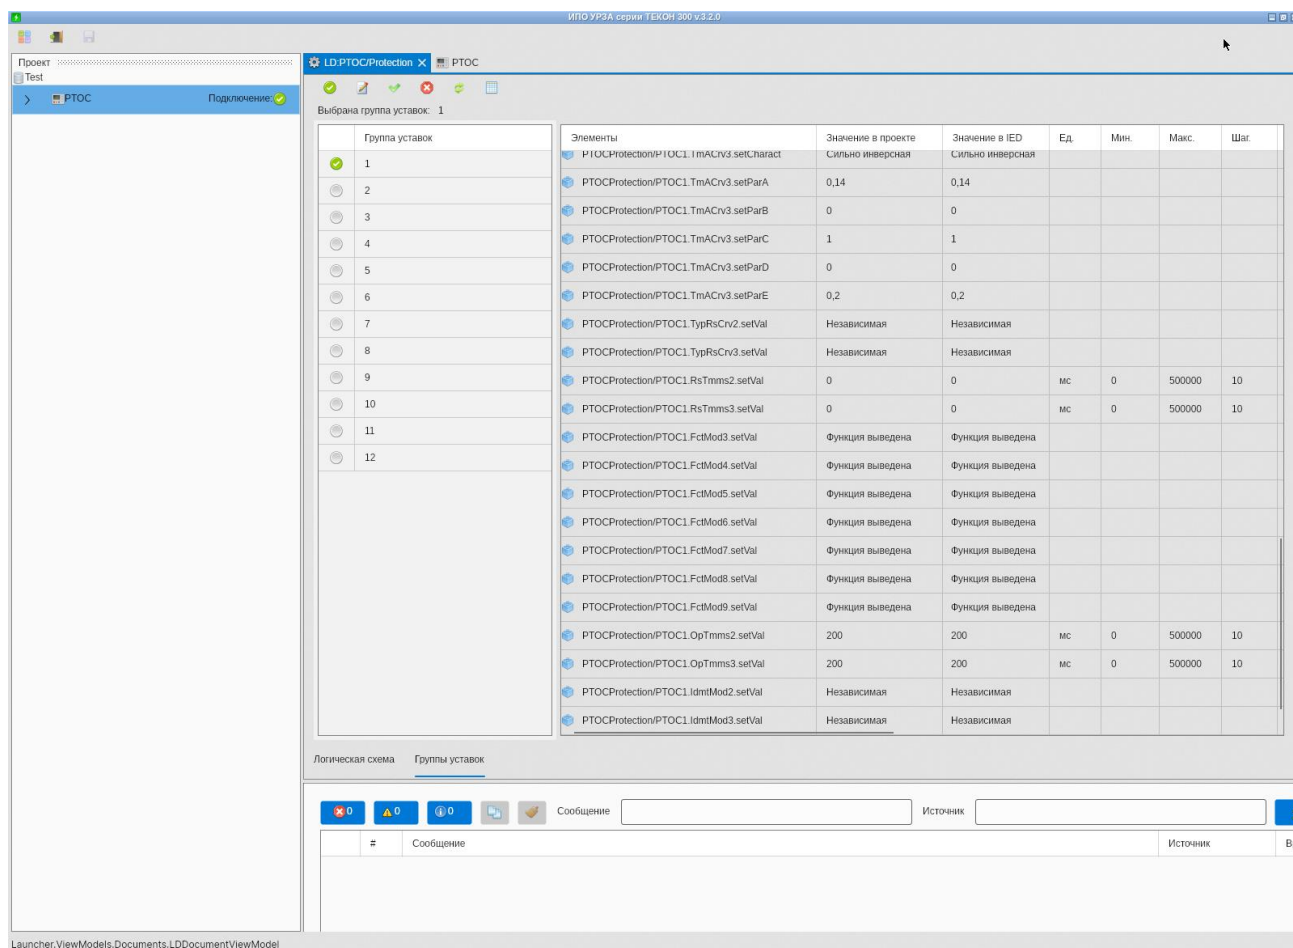 ИПО УРЗА серии ТЕКОН 300 v.3.2.0
Проект
Test
PTOC Подключение:
LD:PTOC/Protection PTOC
Выбрана группа уставок: 1
Группа уставок
1
2
3
4
5
6
7
8
9
10
11
12
Элементы Значение в проекте Значение в IED Ед. Мин. Макс. Шаг.
PTOCProtection/PTOC1.TmACrv3.setCharact Сильно инверсная Сильно инверсная
PTOCProtection/PTOC1.TmACrv3.setParA 0,14 0,14
PTOCProtection/PTOC1.TmACrv3.setParB 0 0
PTOCProtection/PTOC1.TmACrv3.setParC 1 1
PTOCProtection/PTOC1.TmACrv3.setParD 0 0
PTOCProtection/PTOC1.TmACrv3.setParE 0,2 0,2
PTOCProtection/PTOC1.TypRsCrv2.setVal Независимая Независимая
PTOCProtection/PTOC1.TypRsCrv3.setVal Независимая Независимая
PTOCProtection/PTOC1.RsTmms2.setVal 0 0 мс 0 500000 10
PTOCProtection/PTOC1.RsTmms3.setVal 0 0 мс 0 500000 10
PTOCProtection/PTOC1.FctMod3.setVal Функция выведена Функция выведена
PTOCProtection/PTOC1.FctMod4.setVal Функция выведена Функция выведена
PTOCProtection/PTOC1.FctMod5.setVal Функция выведена Функция выведена
PTOCProtection/PTOC1.FctMod6.setVal Функция выведена Функция выведена
PTOCProtection/PTOC1.FctMod7.setVal Функция выведена Функция выведена
PTOCProtection/PTOC1.FctMod8.setVal Функция выведена Функция выведена
PTOCProtection/PTOC1.FctMod9.setVal Функция выведена Функция выведена
PTOCProtection/PTOC1.OpTmms2.setVal 200 200 мс 0 500000 10
PTOCProtection/PTOC1.OpTmms3.setVal 200 200 мс 0 500000 10
PTOCProtection/PTOC1.IdmtMod2.setVal Независимая Независимая
PTOCProtection/PTOC1.IdmtMod3.setVal Независимая Независимая
Логическая схема Группы уставок
0 0 0 Сообщение Источник
# Сообщение Источник В
Launcher.ViewModels.Documents.LDDocumentViewModel